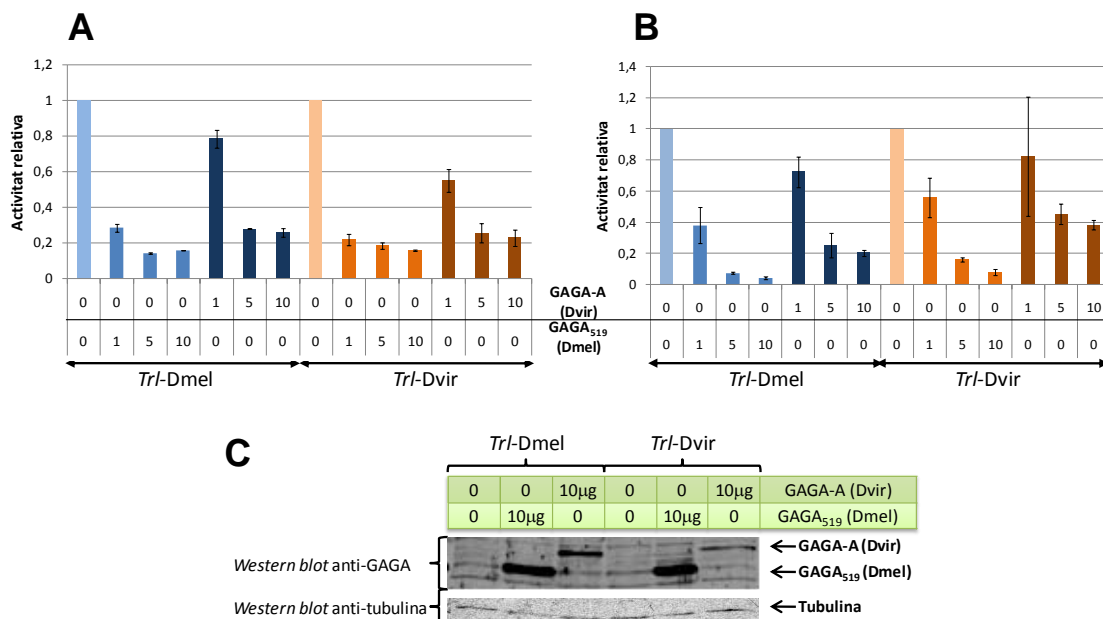 A
Activitat relativa
1,2
1
0,8
0,6
0,4
0,2
0
0 0 0 0 1 5 10 0 0 0 0 1 5 10
0 1 5 10 0 0 0 0 1 5 10 0 0 0
Trl-Dmel Trl-Dvir
GAGA-A
(Dvir)
GAGA519
(Dmel)
B
Activitat relativa
1,4
1,2
1
0,8
0,6
0,4
0,2
0
0 0 0 0 1 5 10 0 0 0 0 1 5 10
0 1 5 10 0 0 0 0 1 5 10 0 0 0
Trl-Dmel Trl-Dvir
C
Trl-Dmel Trl-Dvir
0 0 10µg 0 0 10µg GAGA-A (Dvir)
0 10µg 0 0 10µg 0 GAGA519 (Dmel)
Western blot anti-GAGA
GAGA-A (Dvir)
GAGA519 (Dmel)
Western blot anti-tubulina
Tubulina